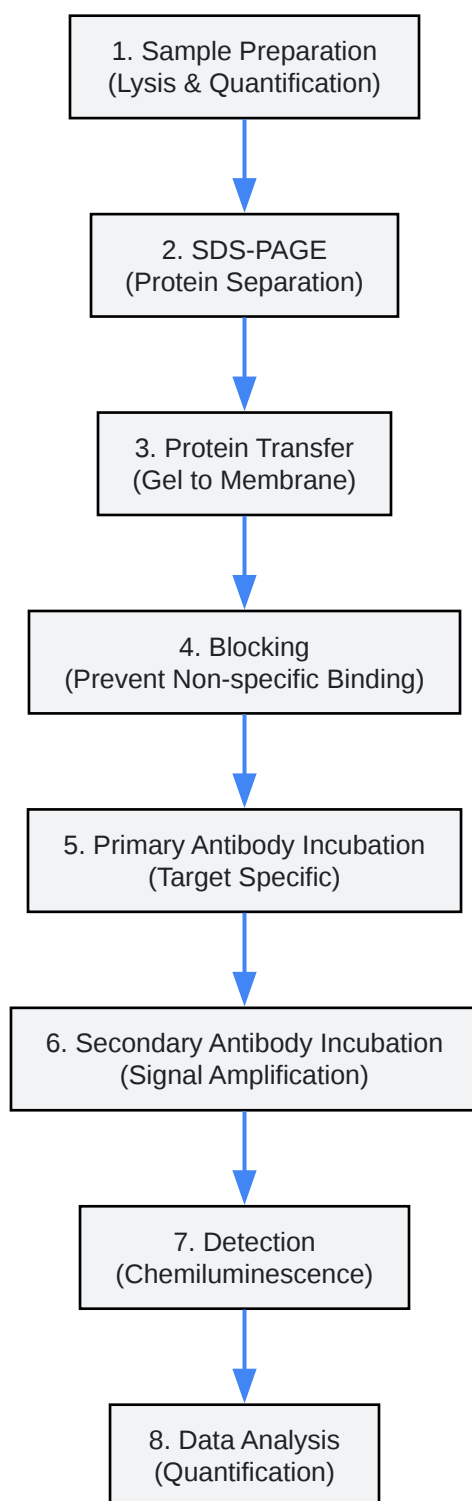 1. Sample Preparation
(Lysis & Quantification)
2. SDS-PAGE
(Protein Separation)
3. Protein Transfer
(Gel to Membrane)
4. Blocking
(Prevent Non-specific Binding)
5. Primary Antibody Incubation
(Target Specific)
6. Secondary Antibody Incubation
(Signal Amplification)
7. Detection
(Chemiluminescence)
8. Data Analysis
(Quantification)